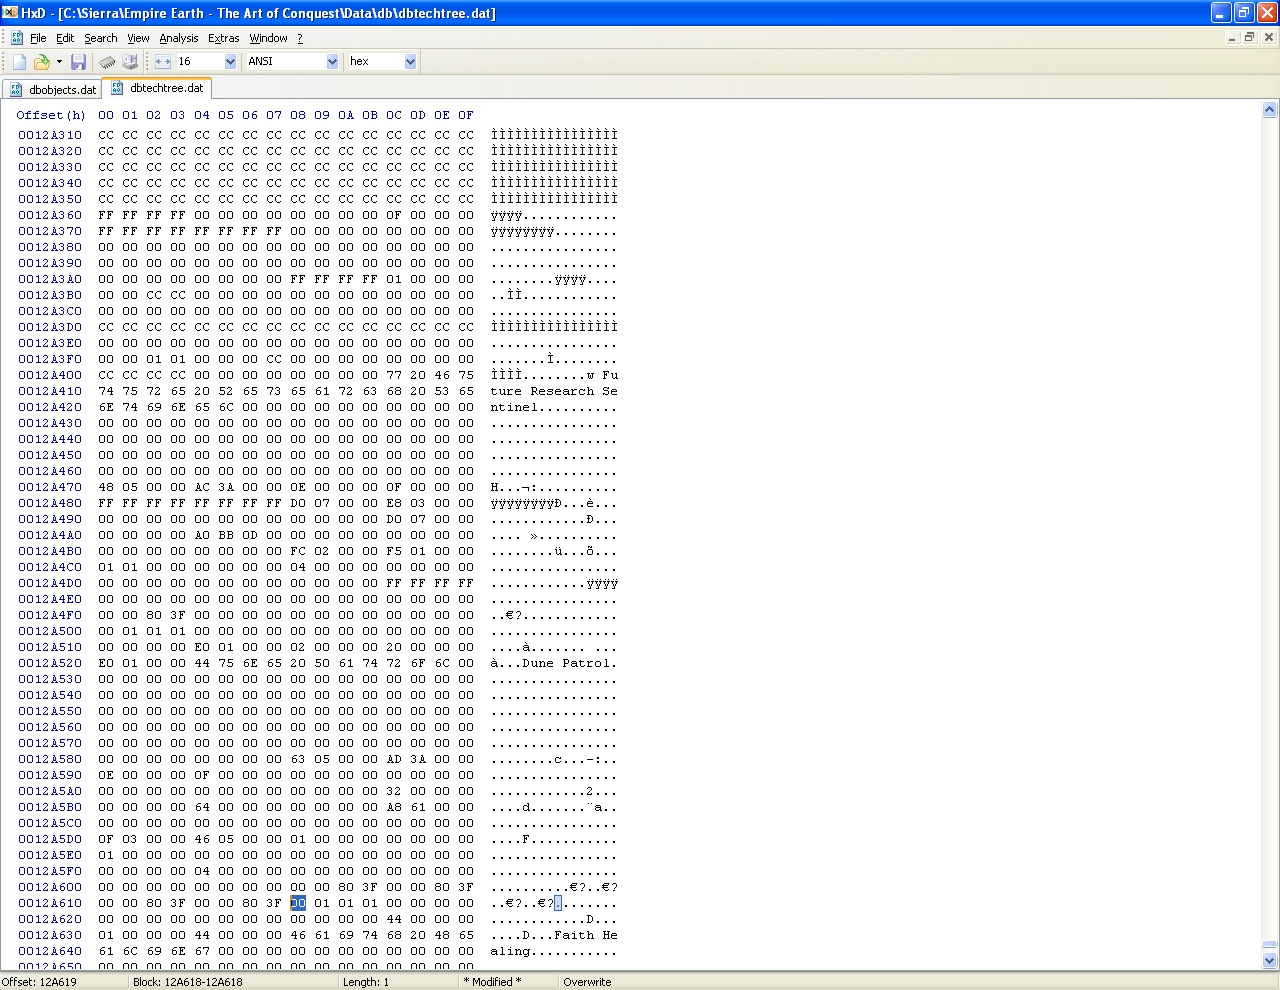 HxD - [C:\Sierra\Empire Earth - The Art of Conquest\Data\db\dbtechtree.dat]
File Edit Search View Analysis Extras Window ?
16 ANSI hex
dbobjects.dat dbtechtree.dat
Offset(h) 00 01 02 03 04 05 06 07 08 09 0A 0B 0C 0D 0E 0F
0012A310 CC CC CC CC CC CC CC CC CC CC CC CC CC CC CC CC ÌÌÌÌÌÌÌÌÌÌÌÌÌÌÌÌ
0012A320 CC CC CC CC CC CC CC CC CC CC CC CC CC CC CC CC ÌÌÌÌÌÌÌÌÌÌÌÌÌÌÌÌ
0012A330 CC CC CC CC CC CC CC CC CC CC CC CC CC CC CC CC ÌÌÌÌÌÌÌÌÌÌÌÌÌÌÌÌ
0012A340 CC CC CC CC CC CC CC CC CC CC CC CC CC CC CC CC ÌÌÌÌÌÌÌÌÌÌÌÌÌÌÌÌ
0012A350 CC CC CC CC CC CC CC CC CC CC CC CC CC CC CC CC ÌÌÌÌÌÌÌÌÌÌÌÌÌÌÌÌ
0012A360 FF FF FF FF 00 00 00 00 00 00 00 00 0F 00 00 00 ÿÿÿÿ............
0012A370 FF FF FF FF FF FF FF FF 00 00 00 00 00 00 00 00 ÿÿÿÿÿÿÿÿ........
0012A380 00 00 00 00 00 00 00 00 00 00 00 00 00 00 00 00 ................
0012A390 00 00 00 00 00 00 00 00 00 00 00 00 00 00 00 00 ................
0012A3A0 00 00 00 00 00 00 00 00 FF FF FF FF 01 00 00 00 ........ÿÿÿÿ....
0012A3B0 00 00 CC CC 00 00 00 00 00 00 00 00 00 00 00 00 ..ÌÌ............
0012A3C0 00 00 00 00 00 00 00 00 00 00 00 00 00 00 00 00 ................
0012A3D0 CC CC CC CC CC CC CC CC CC CC CC CC CC CC CC CC ÌÌÌÌÌÌÌÌÌÌÌÌÌÌÌÌ
0012A3E0 00 00 00 00 00 00 00 00 00 00 00 00 00 00 00 00 ................
0012A3F0 00 00 01 01 00 00 00 CC 00 00 00 00 00 00 00 00 .......Ì........
0012A400 CC CC CC CC 00 00 00 00 00 00 00 00 77 20 46 75 ÌÌÌÌ........w Fu
0012A410 74 75 72 65 20 52 65 73 65 61 72 63 68 20 53 65 ture Research Se
0012A420 6E 74 69 6E 65 6C 00 00 00 00 00 00 00 00 00 00 ntinel..........
0012A430 00 00 00 00 00 00 00 00 00 00 00 00 00 00 00 00 ................
0012A440 00 00 00 00 00 00 00 00 00 00 00 00 00 00 00 00 ................
0012A450 00 00 00 00 00 00 00 00 00 00 00 00 00 00 00 00 ................
0012A460 00 00 00 00 00 00 00 00 00 00 00 00 00 00 00 00 ................
0012A470 48 05 00 00 AC 3A 00 00 0E 00 00 00 0F 00 00 00 H...¬:..........
0012A480 FF FF FF FF FF FF FF FF D0 07 00 00 E8 03 00 00 ÿÿÿÿÿÿÿÿÐ...è...
0012A490 00 00 00 00 00 00 00 00 00 00 00 00 D0 07 00 00 ............Ð...
0012A4A0 00 00 00 00 A0 BB 0D 00 00 00 00 00 00 00 00 00 .... »..........
0012A4B0 00 00 00 00 00 00 00 00 FC 02 00 00 F5 01 00 00 ........ü...õ...
0012A4C0 01 01 00 00 00 00 00 00 04 00 00 00 00 00 00 00 ................
0012A4D0 00 00 00 00 00 00 00 00 00 00 00 00 FF FF FF FF ............ÿÿÿÿ
0012A4E0 00 00 00 00 00 00 00 00 00 00 00 00 00 00 00 00 ................
0012A4F0 00 00 80 3F 00 00 00 00 00 00 00 00 00 00 00 00 ..€?............
0012A500 00 01 01 01 00 00 00 00 00 00 00 00 00 00 00 00 ................
0012A510 00 00 00 00 E0 01 00 00 02 00 00 00 20 00 00 00 ....à....... ...
0012A520 E0 01 00 00 44 75 6E 65 20 50 61 74 72 6F 6C 00 à...Dune Patrol.
0012A530 00 00 00 00 00 00 00 00 00 00 00 00 00 00 00 00 ................
0012A540 00 00 00 00 00 00 00 00 00 00 00 00 00 00 00 00 ................
0012A550 00 00 00 00 00 00 00 00 00 00 00 00 00 00 00 00 ................
0012A560 00 00 00 00 00 00 00 00 00 00 00 00 00 00 00 00 ................
0012A570 00 00 00 00 00 00 00 00 00 00 00 00 00 00 00 00 ................
0012A580 00 00 00 00 00 00 00 00 63 05 00 00 AD 3A 00 00 ........c...-:..
0012A590 0E 00 00 00 0F 00 00 00 00 00 00 00 00 00 00 00 ................
0012A5A0 00 00 00 00 00 00 00 00 00 00 00 00 32 00 00 00 ............2...
0012A5B0 00 00 00 00 64 00 00 00 00 00 00 00 A8 61 00 00 ....d.......¨a..
0012A5C0 00 00 00 00 00 00 00 00 00 00 00 00 00 00 00 00 ................
0012A5D0 0F 03 00 00 46 05 00 00 01 00 00 00 00 00 00 00 ....F...........
0012A5E0 01 00 00 00 00 00 00 00 00 00 00 00 00 00 00 00 ................
0012A5F0 00 00 00 00 04 00 00 00 00 00 00 00 00 00 00 00 ................
0012A600 00 00 00 00 00 00 00 00 00 00 80 3F 00 00 80 3F ..........€?..€?
0012A610 00 00 80 3F 00 00 80 3F 00 01 01 01 00 00 00 00 ..€?..€?........
0012A620 00 00 00 00 00 00 00 00 00 00 00 00 44 00 00 00 ............D...
0012A630 01 00 00 00 44 00 00 00 46 61 69 74 68 20 48 65 ....D...Faith He
0012A640 61 6C 69 6E 67 00 00 00 00 00 00 00 00 00 00 00 aling...........
0012A650 00 00 00 00 00 00 00 00 00 00 00 00 00 00 00 00
Offset: 12A619 Block: 12A618-12A618 Length: 1 * Modified * Overwrite